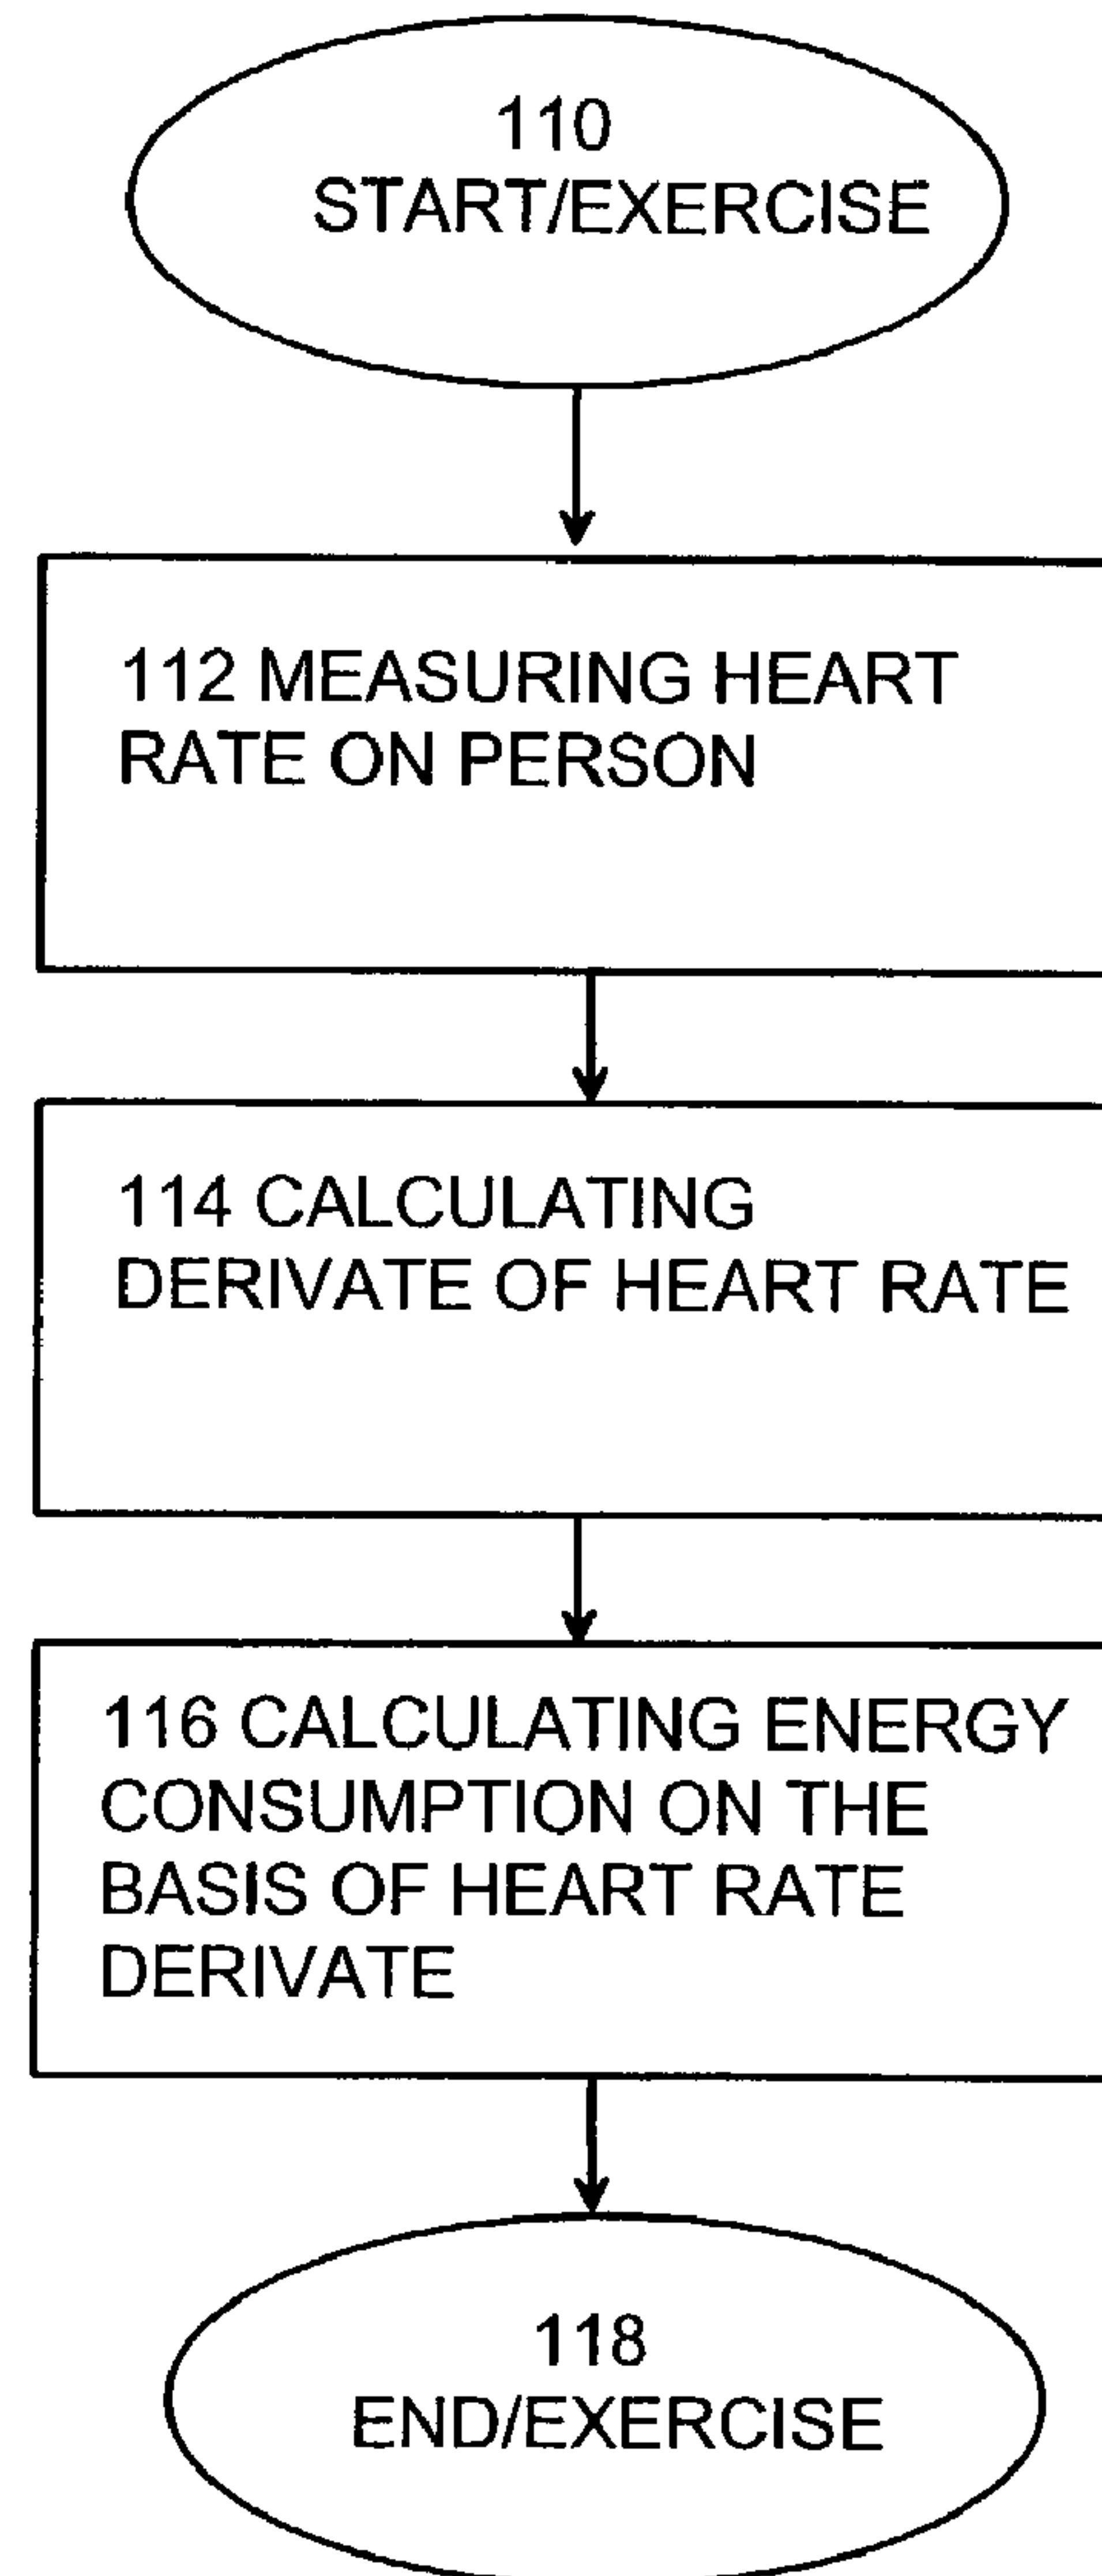 110
START/EXERCISE
112 MEASURING HEART
RATE ON PERSON
114 CALCULATING
DERIVATE OF HEART RATE
116 CALCULATING ENERGY
CONSUMPTION ON THE
BASIS OF HEART RATE
DERIVATE
118
END/EXERCISE